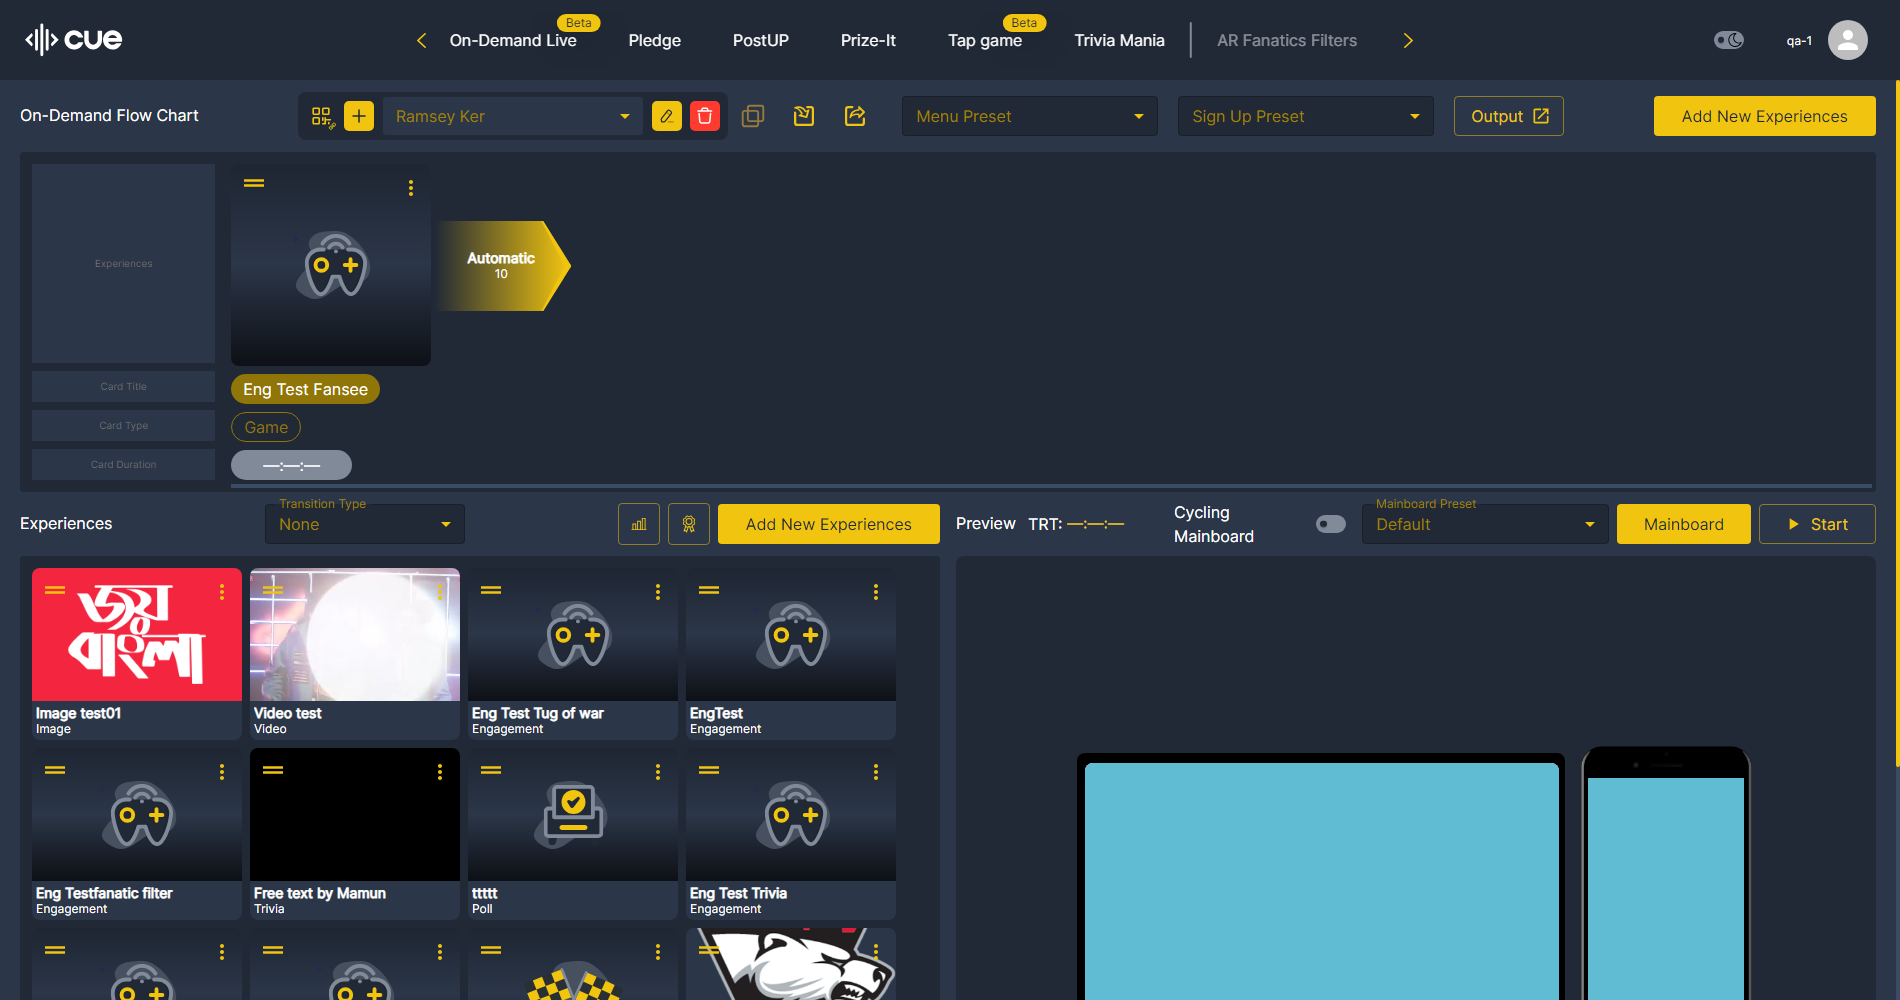 cue
On-Demand Live
Beta
Pledge
PostUP
Prize-It
Tap game
Beta
Trivia Mania
AR Fanatics Filters
qa-1
On-Demand Flow Chart
Ramsey Ker
Menu Preset
Sign Up Preset
Output
Add New Experiences
Experiences
Automatic
10
Card Title
Eng Test Fansee
Card Type
Game
Card Duration
—:—:—
Experiences
Transition Type
None
Add New Experiences
Preview
TRT: —:—:—
Cycling
Mainboard
Mainboard Preset
Default
Mainboard
Start
জয়
বাংলা
Image test01
Image
Video test
Video
Eng Test Tug of war
Engagement
EngTest
Engagement
Eng Testfanatic filter
Engagement
Free text by Mamun
Trivia
ttttt
Poll
Eng Test Trivia
Engagement